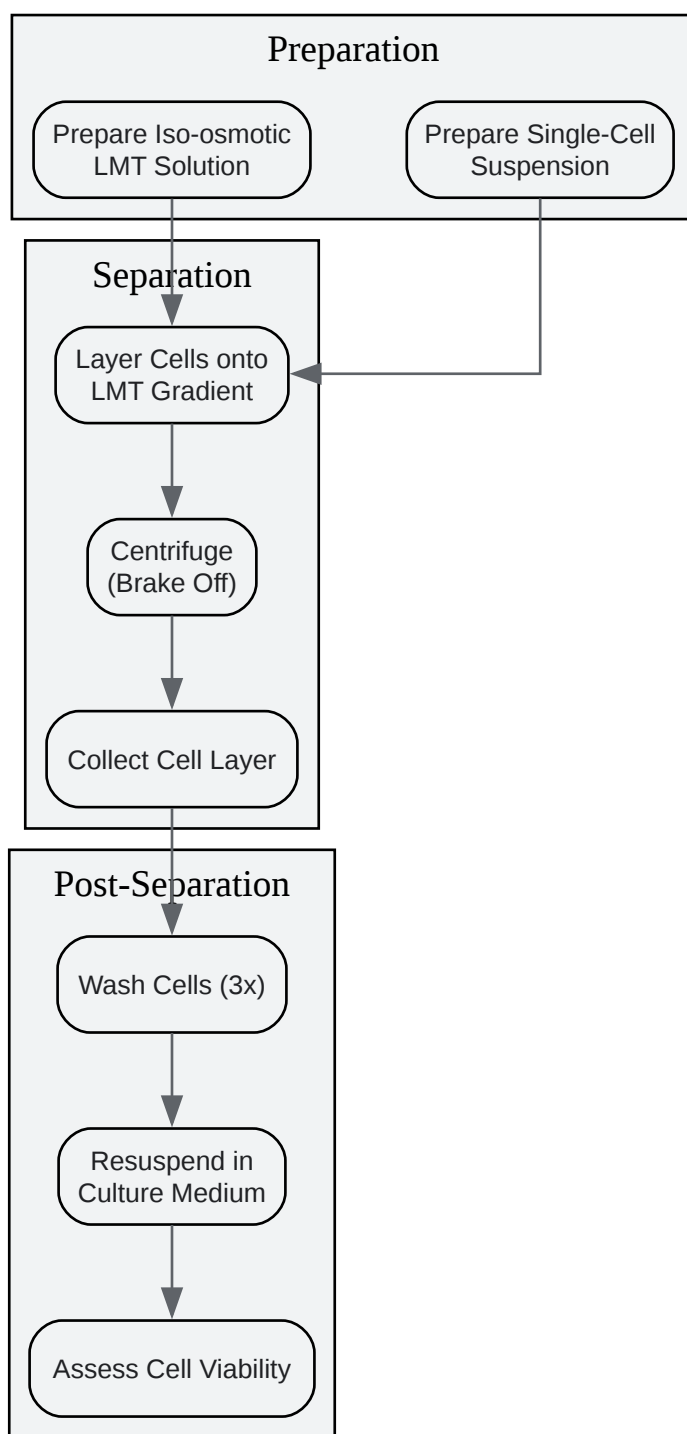 Preparation
Prepare Iso-osmotic
LMT Solution
Prepare Single-Cell
Suspension
Separation
Layer Cells onto
LMT Gradient
Centrifuge
(Brake Off)
Collect Cell Layer
Post-Separation
Wash Cells (3x)
Resuspend in
Culture Medium
Assess Cell Viability